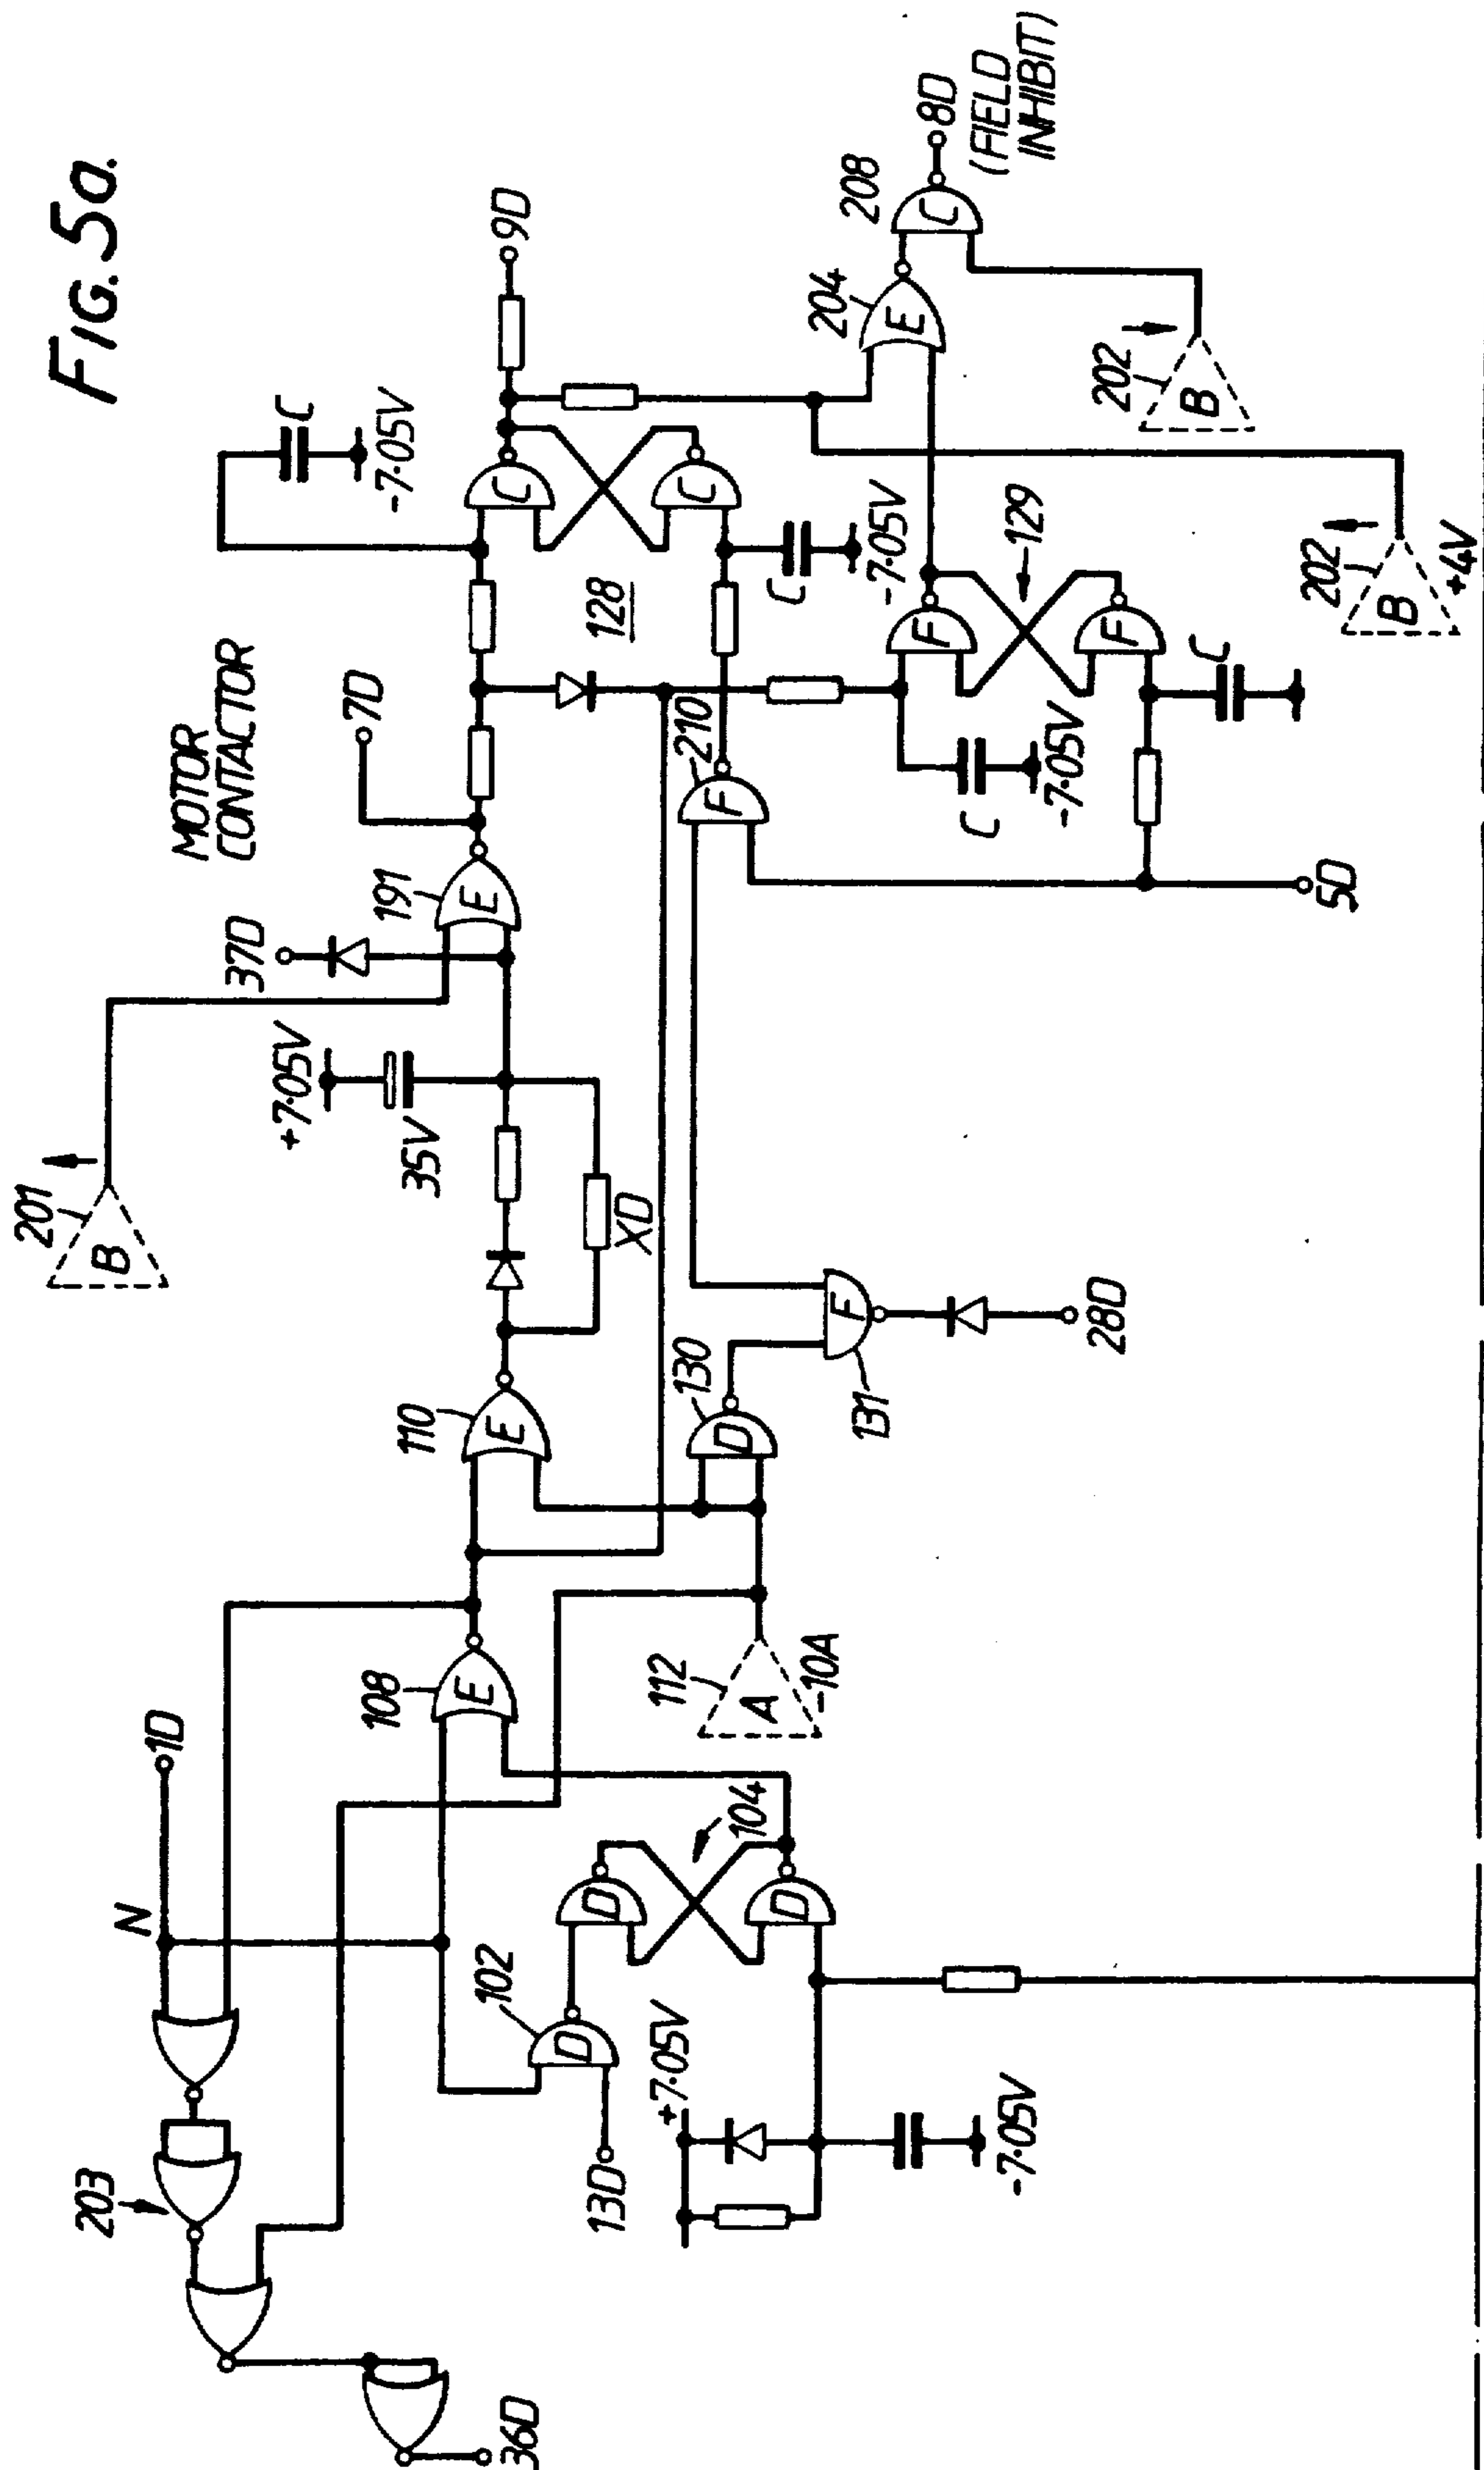 FIG. 5a.
201
B
+7·05V
35V
37D
191
E
MOTOR
CONTACTOR
7D
C
-7·05V
9D
N
1D
203
36D
108
E
110
E
XD
128
C
C
C
-7·05V
102
D
13D
D
104
D
+7·05V
-7·05V
112
A
-10A
130
D
131
F
28D
210
F
5D
F
129
F
C
-7·05V
C
204
E
208
C
8D
(FIELD
INHIBIT)
202
B
202
B
+4V